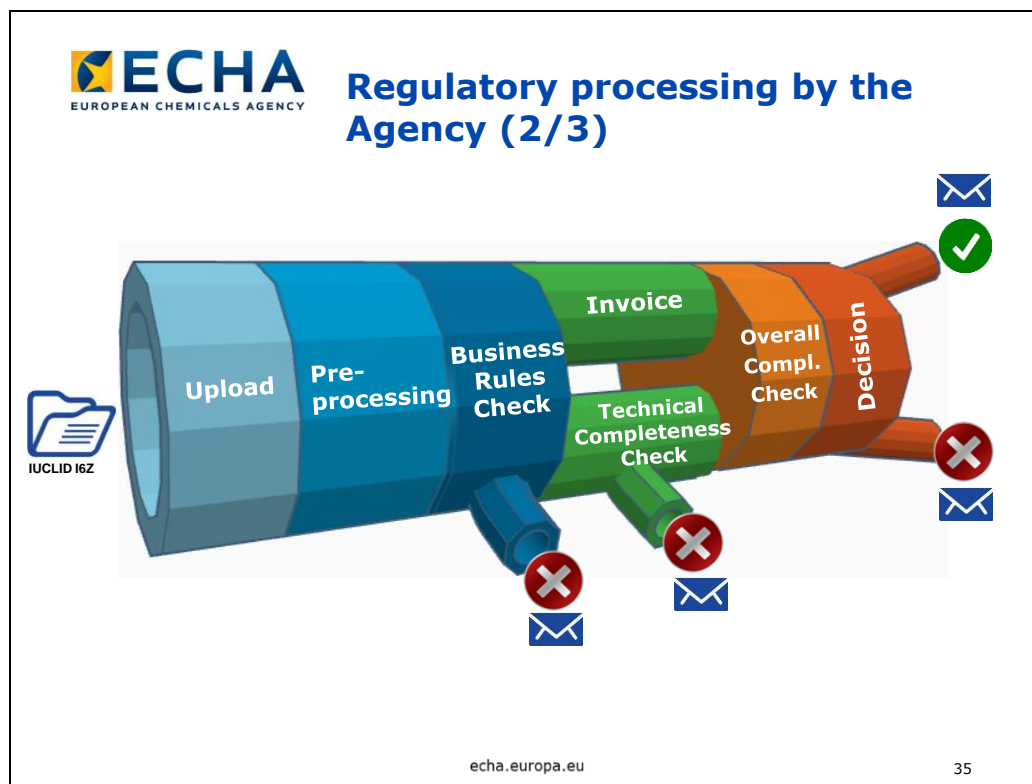 ECHA
EUROPEAN CHEMICALS AGENCY
Regulatory processing by the
Agency (2/3)
IUCLID I6Z
Upload
Pre-
processing
Business
Rules
Check
Invoice
Technical
Completeness
Check
Overall
Compl.
Check
Decision
echa.europa.eu
35